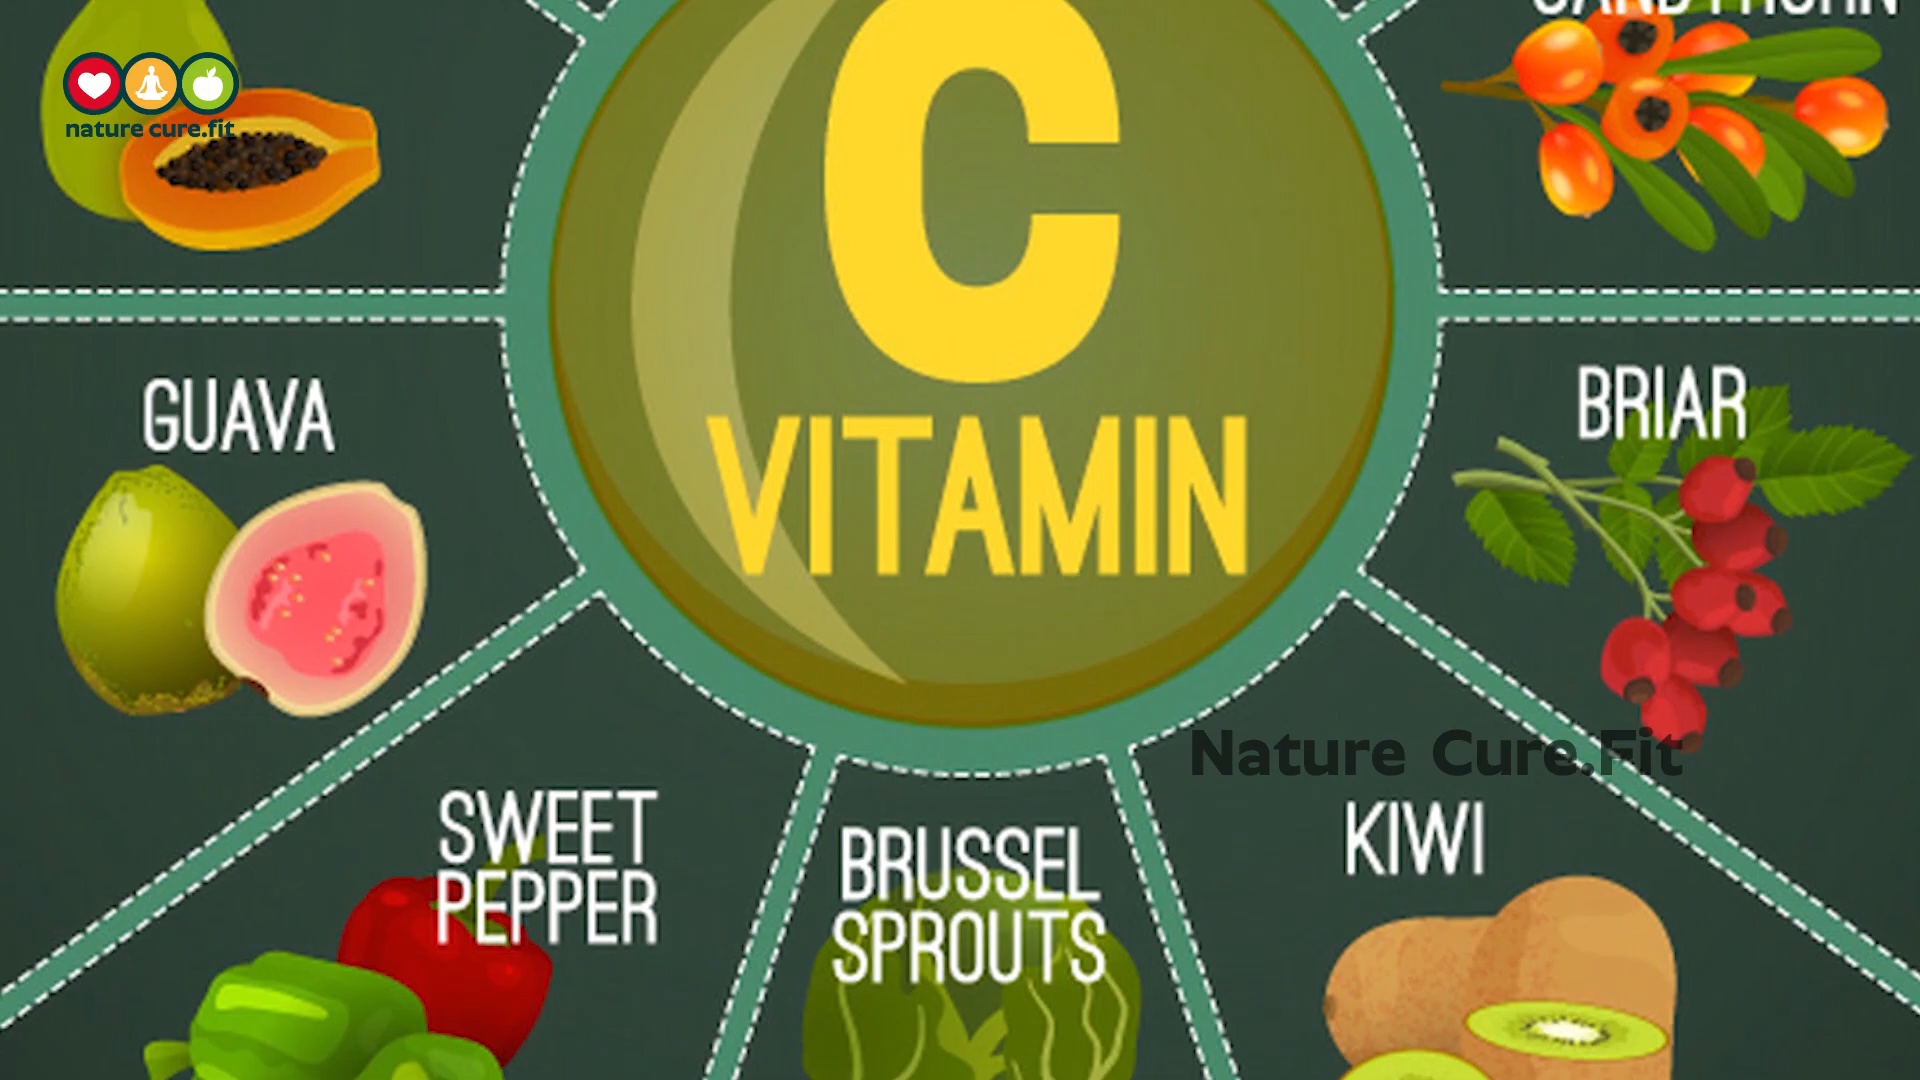 nature cure.fit
C
VITAMIN
GUAVA
BRIAR
Nature Cure.Fit
SWEET
PEPPER
BRUSSEL
SPROUTS
KIWI